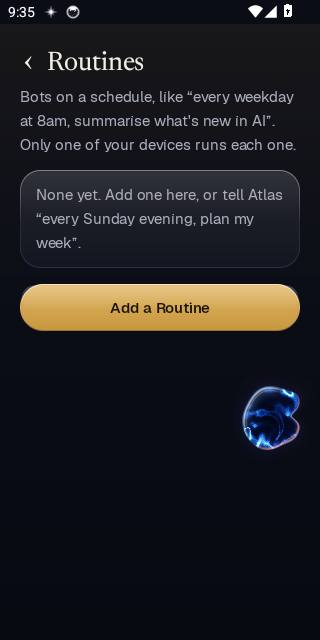 9:35
Routines
Bots on a schedule, like “every weekday
at 8am, summarise what's new in AI”.
Only one of your devices runs each one.
None yet. Add one here, or tell Atlas
“every Sunday evening, plan my
week”.
Add a Routine